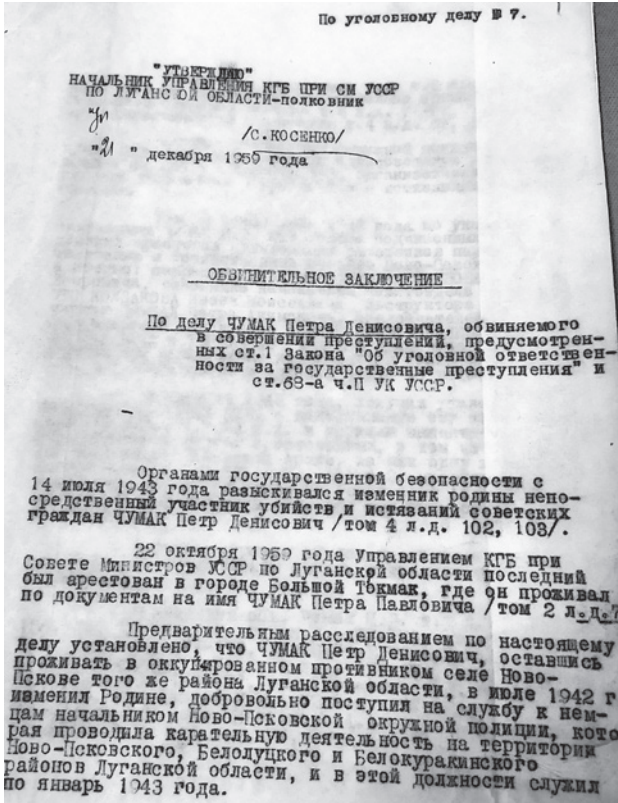 По уголовному делу № 7.
"УТВЕРЖДАЮ"
НАЧАЛЬНИК УПРАВЛЕНИЯ КГБ ПРИ СМ УССР
ПО ЛУГАНСКОЙ ОБЛАСТИ-полковник
/С.КОСЕНКО/
"21" декабря 1959 года
ОБВИНИТЕЛЬНОЕ ЗАКЛЮЧЕНИЕ
По делу ЧУМАК Петра Денисовича, обвиняемого
в совершении преступлений, предусмотрен-
ных ст.1 Закона "Об уголовной ответствен-
ности за государственные преступления" и
ст.68-а ч.П УК УССР.
Органами государственной безопасности с
14 июля 1943 года разыскивался изменник родины непо-
средственный участник убийств и истязаний советских
граждан ЧУМАК Петр Денисович /том 4 л.д. 102, 103/.
22 октября 1959 года Управлением КГБ при
Совете Министров УССР по Луганской области последний
был арестован в городе Большой Токмак, где он проживал
по документам на имя ЧУМАК Петра Павловича /том 2 л.д.7
Предварительным расследованием по настоящему
делу установлено, что ЧУМАК Петр Денисович, оставшись
проживать в оккупированном противником селе Ново-
Пскове того же района Луганской области, в июле 1942 г
изменил Родине, добровольно поступил на службу к нем-
цам начальником Ново-Псковской окружной полиции, кото
рая проводила карательную деятельность на территории
Ново-Псковского, Белолуцкого и Белокуракинского
районов Луганской области, и в этой должности служил
по январь 1943 года.